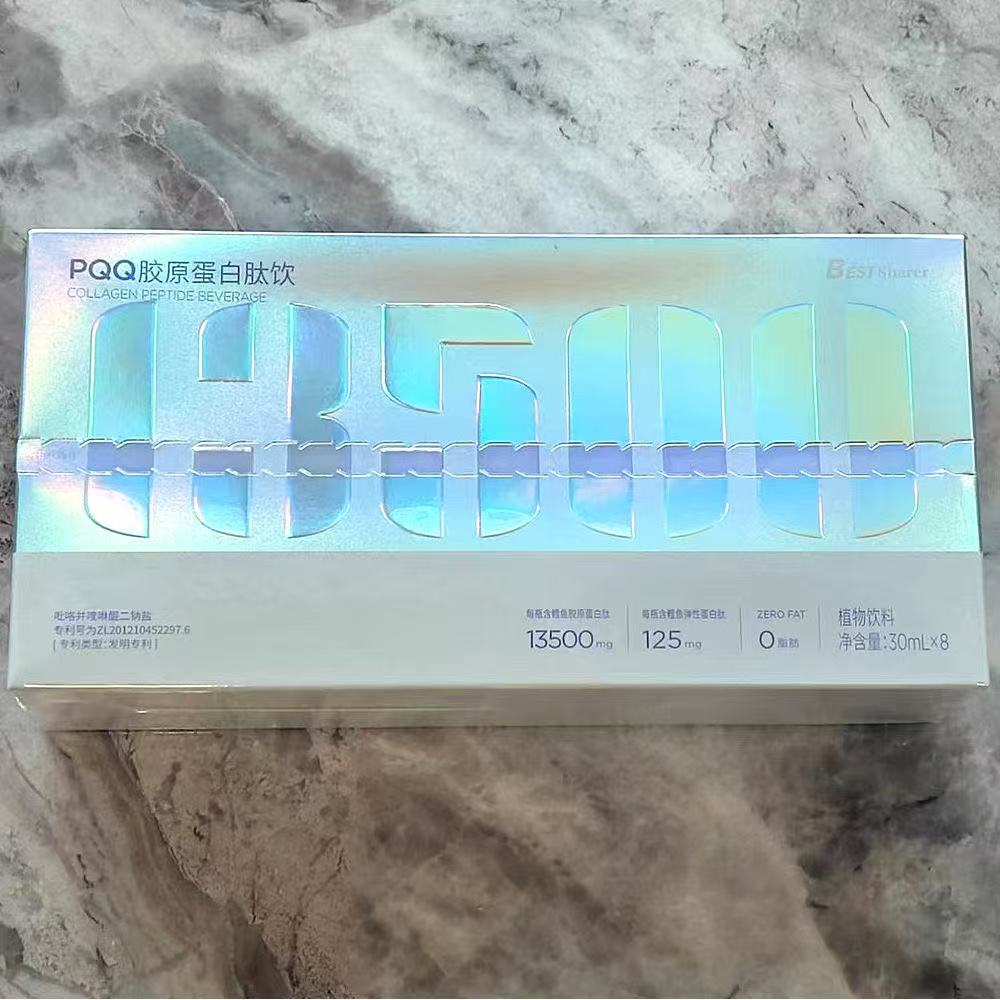 PQQ胶原蛋白肽饮
COLLAGEN PEPTIDE BEVERAGE
BEST Sharer
13500
吡咯并喹啉醌二钠盐
专利号为ZL201210452297.6
[专利类型:发明专利]
每瓶含鳕鱼胶原蛋白肽
13500mg
每瓶含鳕鱼弹性蛋白肽
125mg
ZERO FAT
0脂肪
植物饮料
净含量:30mL×8